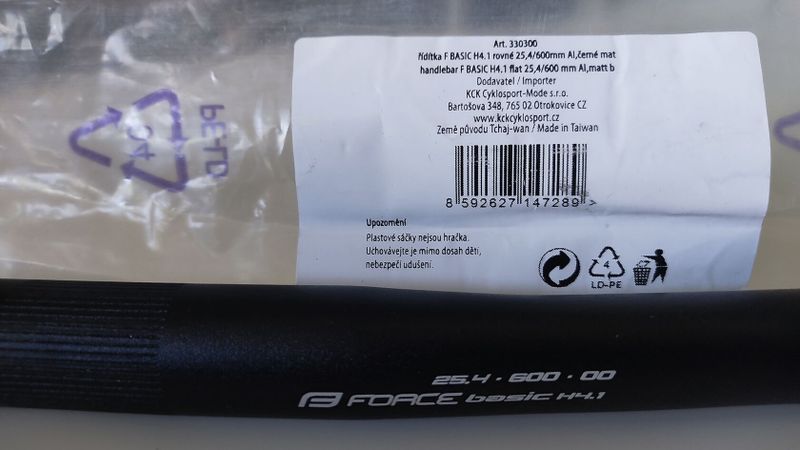 Art. 330300
řídítka F BASIC H4.1 rovné 25,4/600mm Al,černé mat
handlebar F BASIC H4.1 flat 25,4/600 mm Al,matt b
Dodavatel / Importer
KCK Cyklosport-Mode s.r.o.
Bartošova 348, 765 02 Otrokovice CZ
www.kckcyklosport.cz
Země původu Tchaj-wan / Made in Taiwan
8 592627 147289 >
Upozornění
Plastové sáčky nejsou hračka.
Uchovávejte je mimo dosah dětí,
nebezpečí udušení.
4
LD-PE
04
PE-LD
25.4 · 600 · 00
FORCE basic H4.1